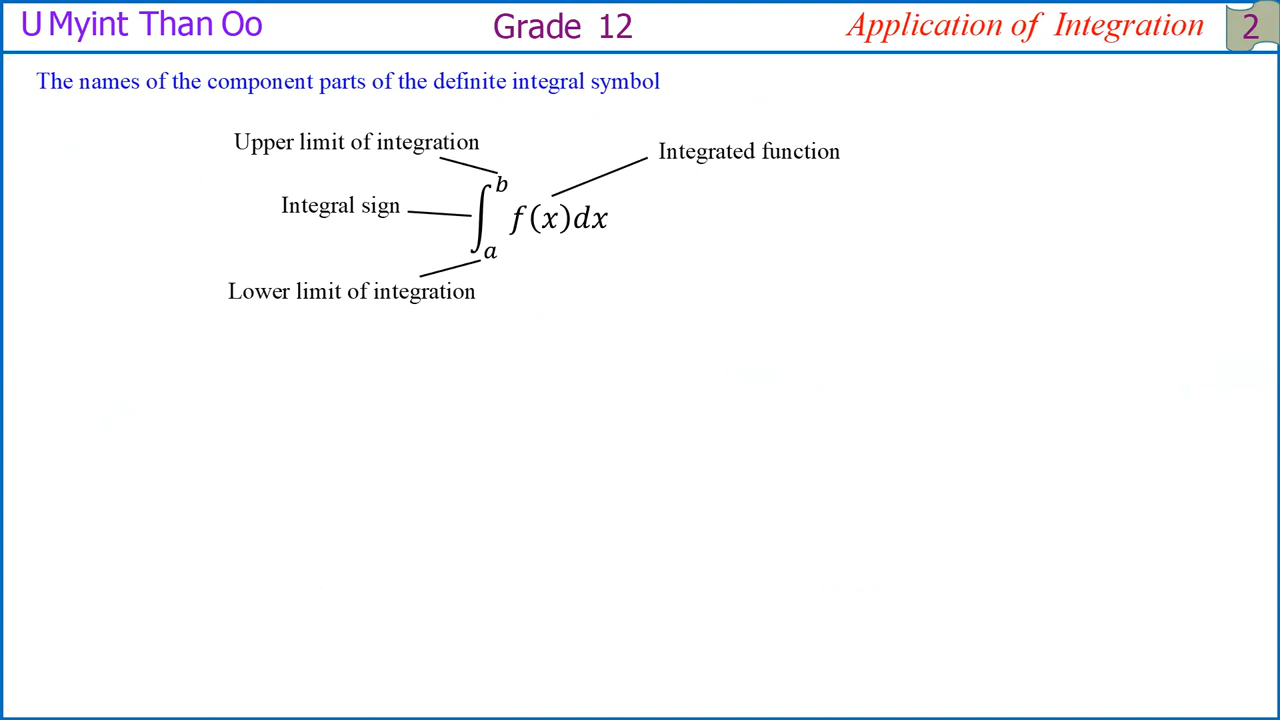 U Myint Than Oo
Grade 12
Application of Integration
2
The names of the component parts of the definite integral symbol
Upper limit of integration
Integrated function
Integral sign
∫_a^b f(x)dx
Lower limit of integration